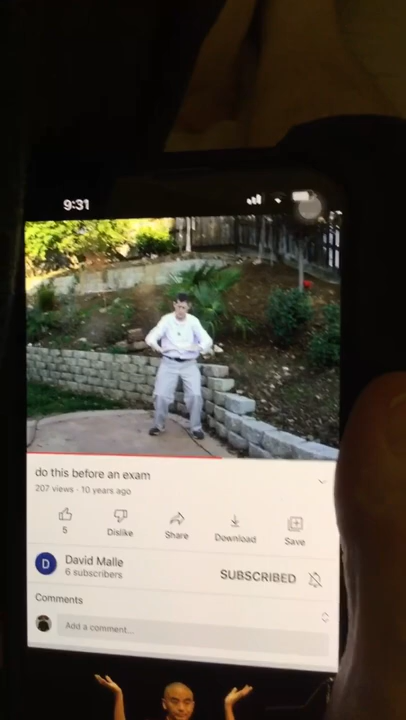 9:31
do this before an exam
207 views · 10 years ago
5
Dislike
Share
Download
Save
D
David Malle
6 subscribers
SUBSCRIBED
Comments
Add a comment...